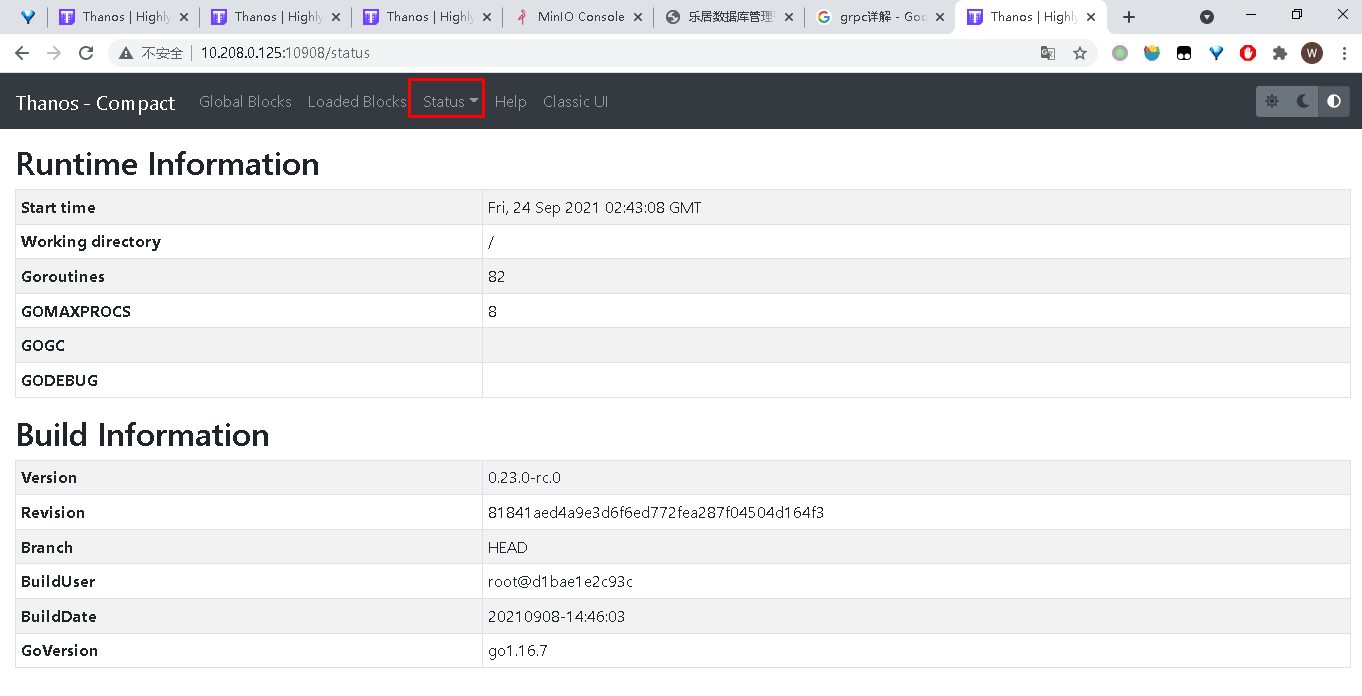 Thanos | Highly
Thanos | Highly
Thanos | Highly
MinIO Console
乐居数据库管理
grpc详解 - Goo
Thanos | Highly
不安全 10.208.0.125:10908/status
W
Thanos - Compact Global Blocks Loaded Blocks Status Help Classic UI
Runtime Information
Start time Fri, 24 Sep 2021 02:43:08 GMT
Working directory /
Goroutines 82
GOMAXPROCS 8
GOGC
GODEBUG
Build Information
Version 0.23.0-rc.0
Revision 81841aed4a9e3d6f6ed772fea287f04504d164f3
Branch HEAD
BuildUser root@d1bae1e2c93c
BuildDate 20210908-14:46:03
GoVersion go1.16.7